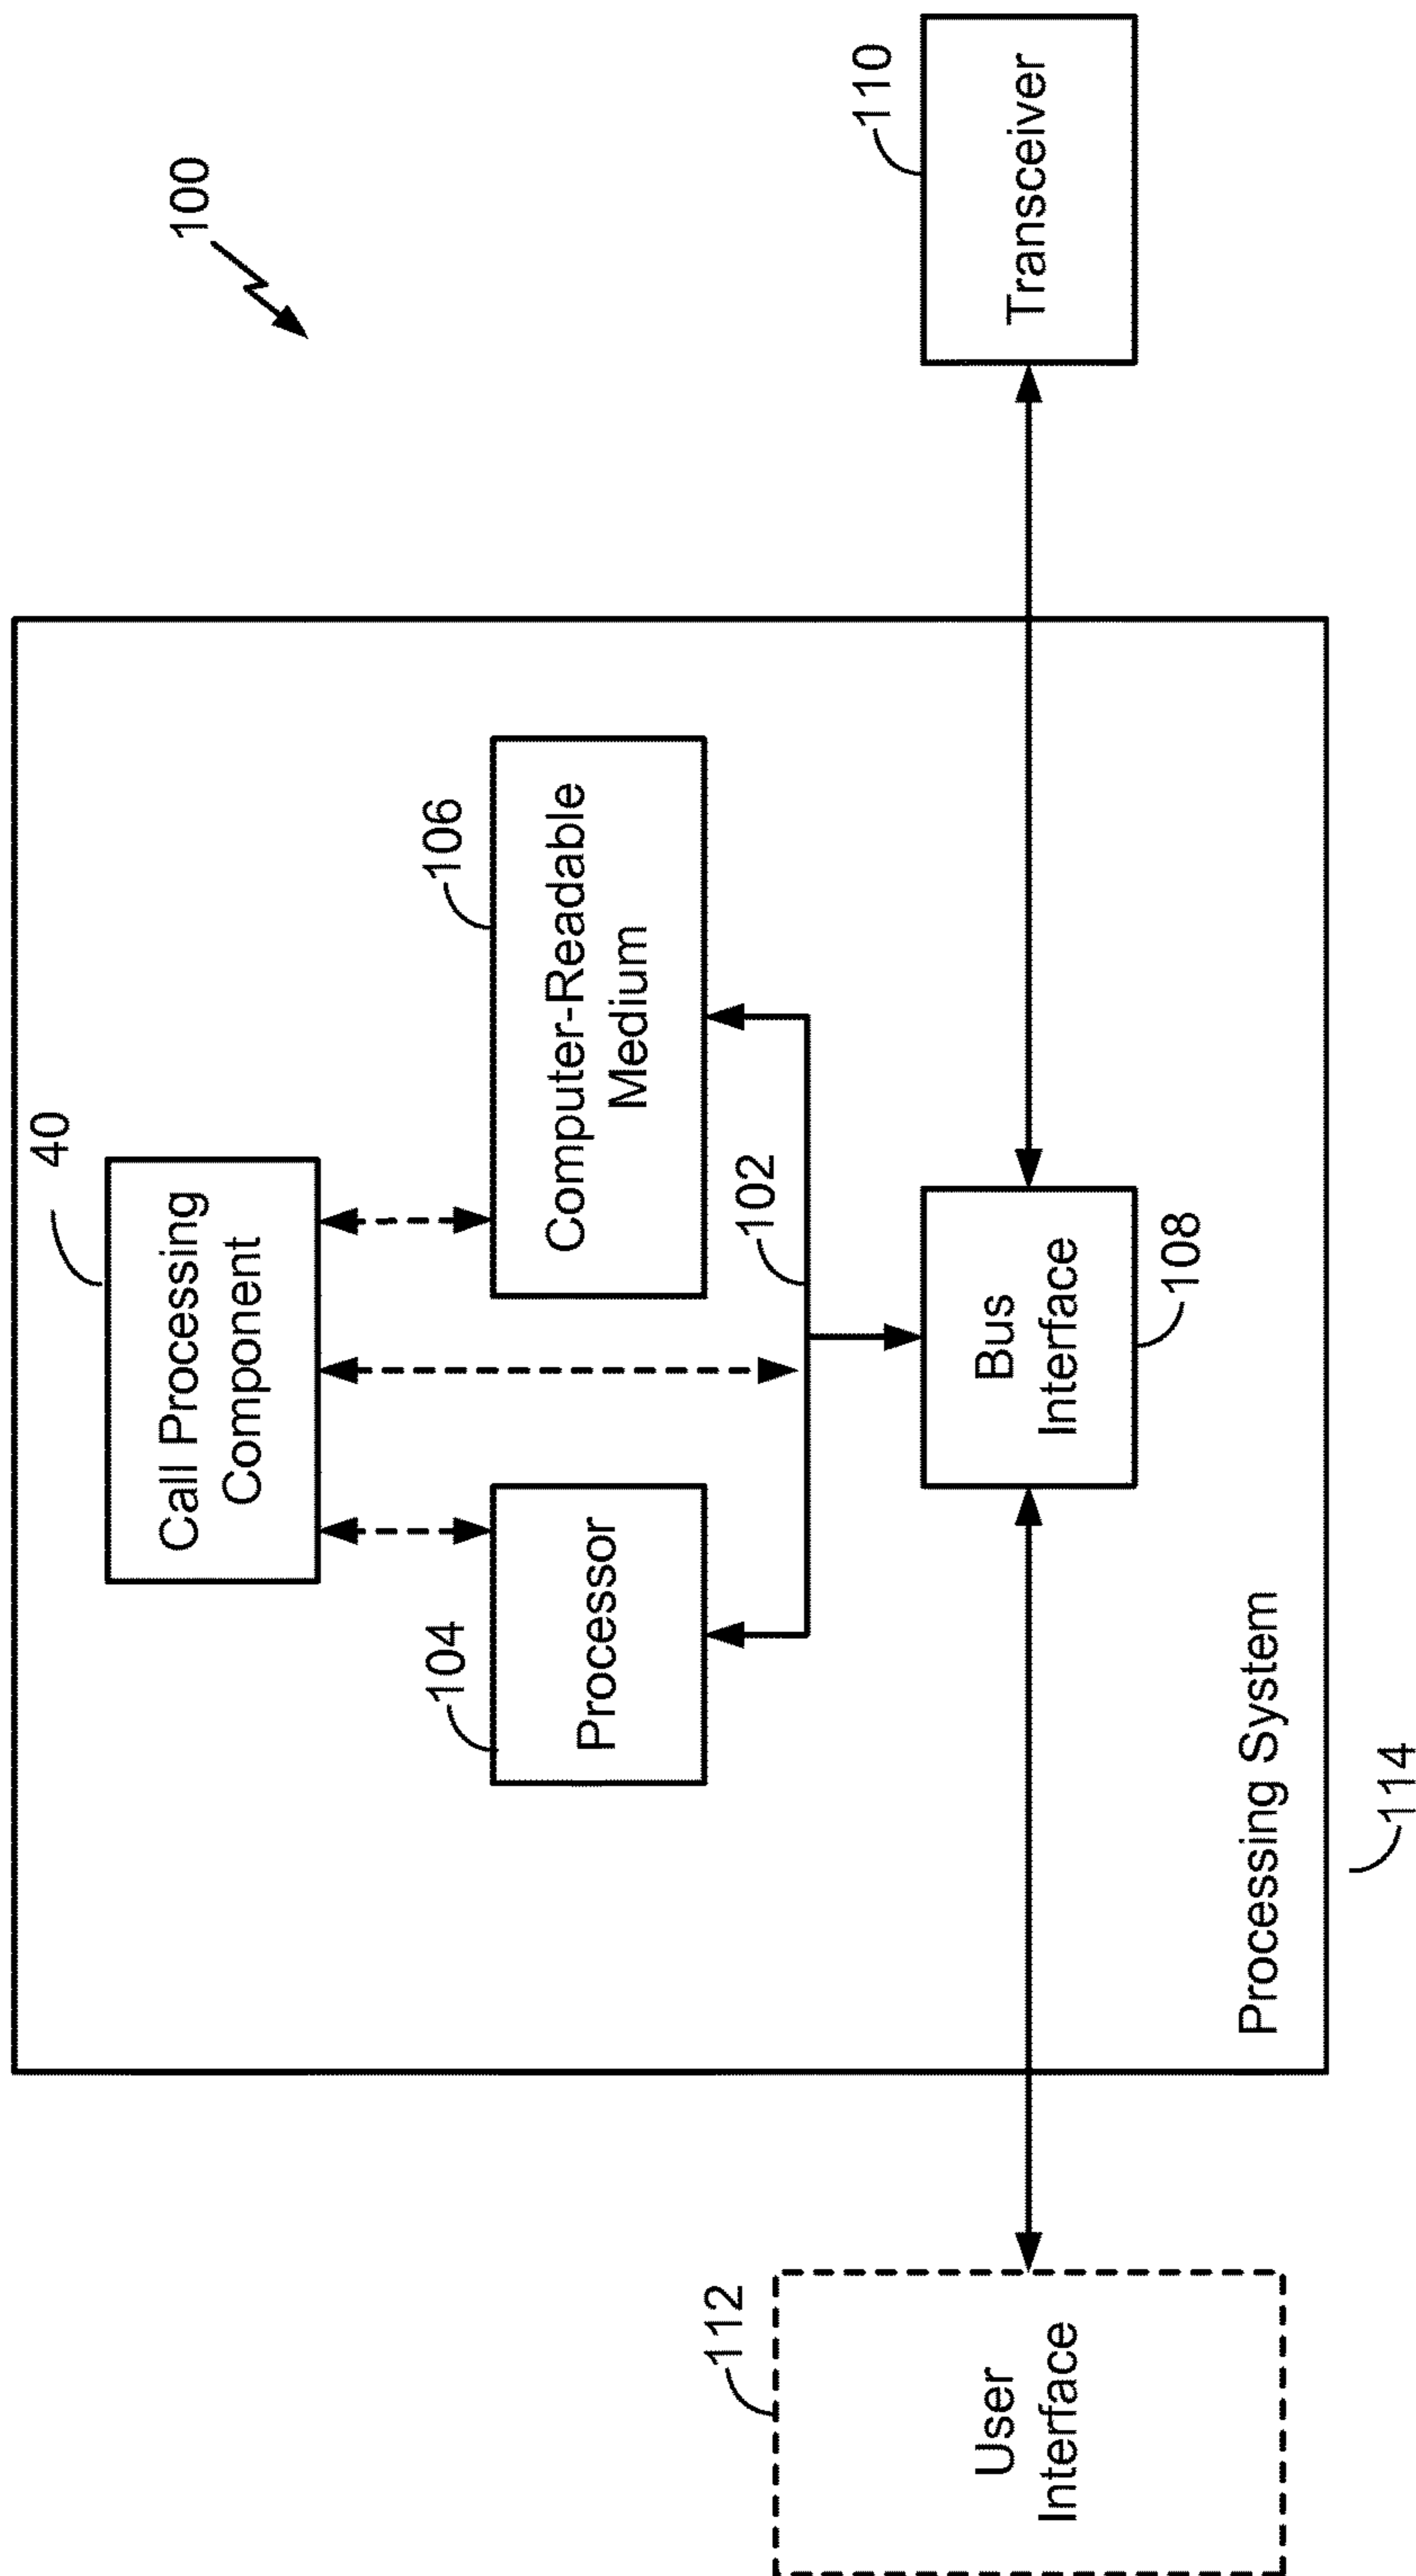 100
40
Call Processing
Component
104
Processor
106
Computer-Readable
Medium
102
112
User
Interface
Bus
Interface
108
110
Transceiver
Processing System
114